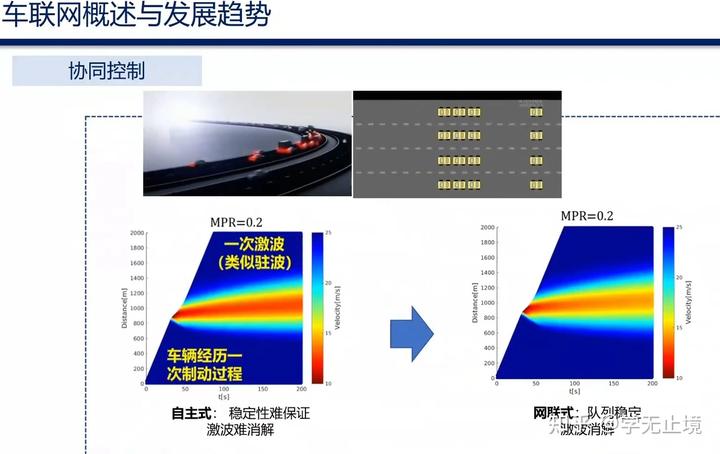 车联网概述与发展趋势
协同控制
MPR=0.2
2000
1800
1600
1400
1200
1000
800
600
400
200
0
Distance[m]
一次激波
(类似驻波)
车辆经历一
次制动过程
0
50
100
150
200
t[s]
25
20
15
10
Velocity[m/s]
自主式：稳定性难保证
激波难消解
MPR=0.2
2000
1800
1600
1400
1200
1000
800
600
400
200
0
Distance[m]
0
50
100
150
200
t[s]
25
20
15
10
Velocity[m/s]
网联式：队列稳定
激波消解
知乎 @学无止境